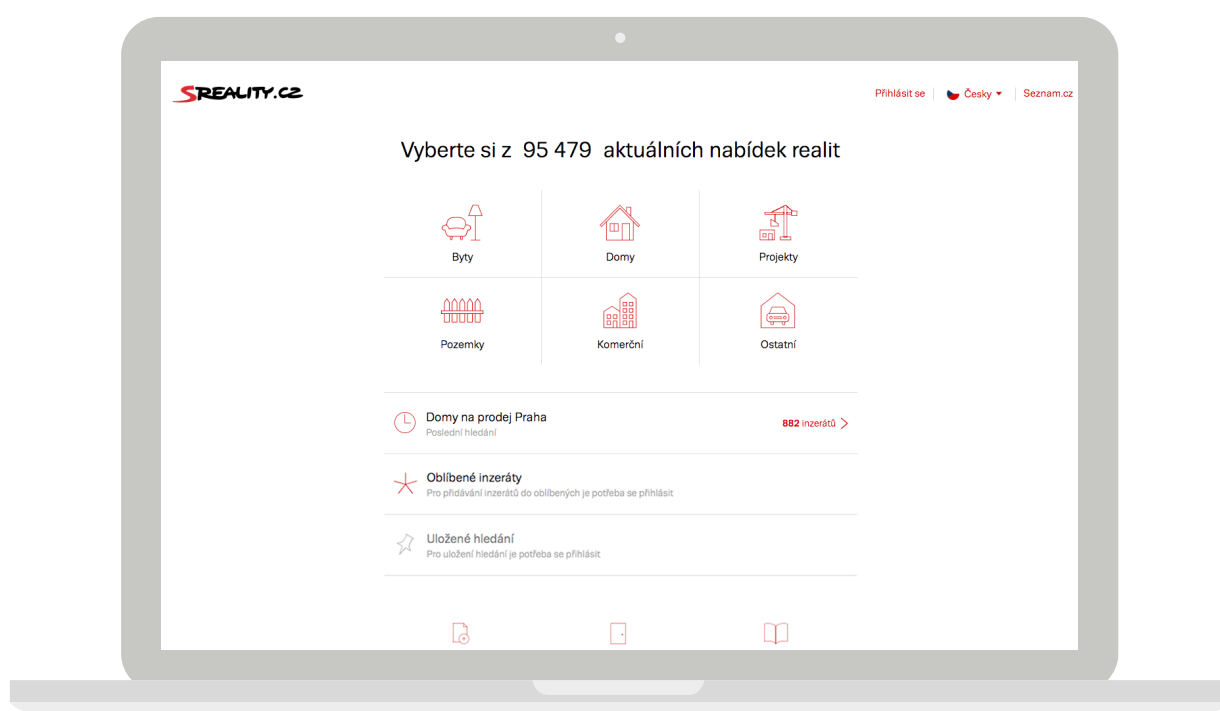 SREALITY.CZ
Přihlásit se
Česky
Seznam.cz
Vyberte si z 95 479 aktuálních nabídek realit
Byty
Domy
Projekty
Pozemky
Komerční
Ostatní
Domy na prodej Praha
Poslední hledání
882 inzerátů
Oblíbené inzeráty
Pro přidávání inzerátů do oblíbených je potřeba se přihlásit
Uložené hledání
Pro uložení hledání je potřeba se přihlásit